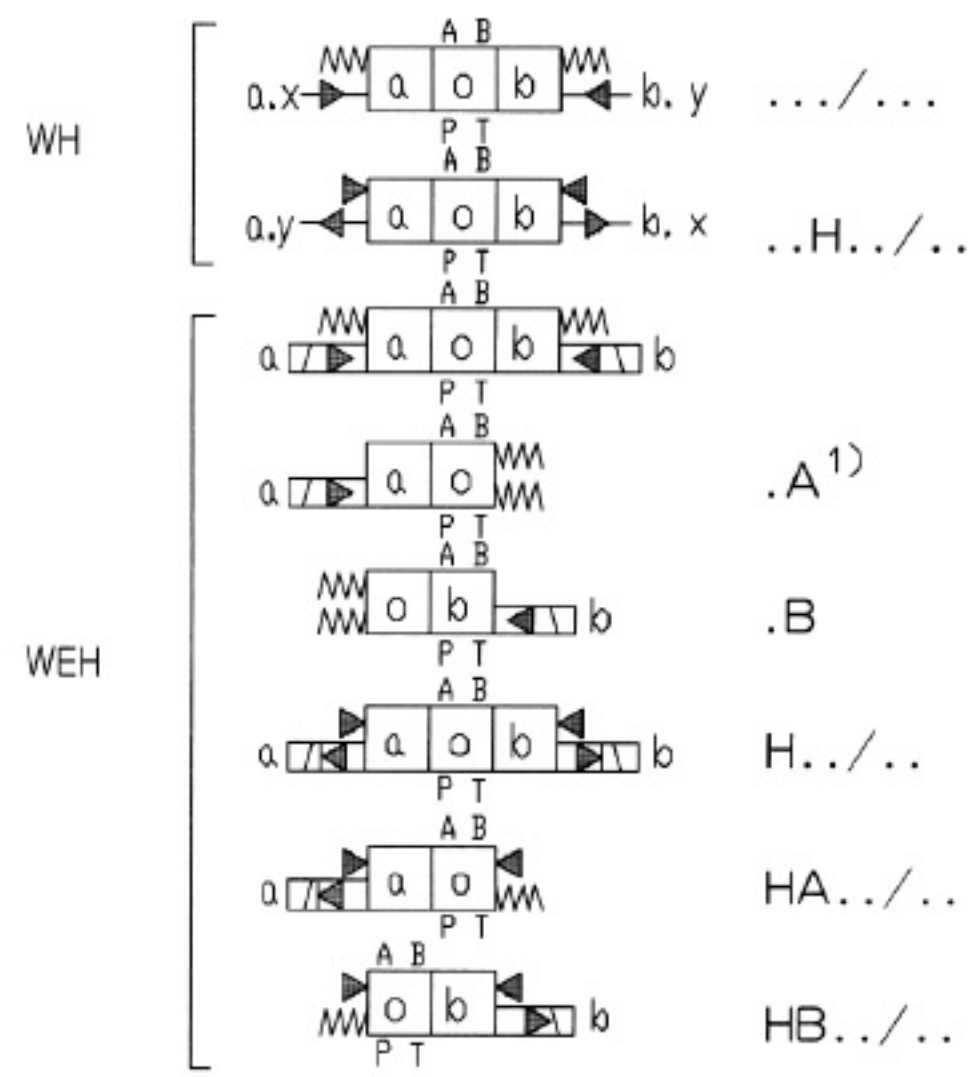 A B
a.x a o b b. y .../...
P T
WH
A B
a.y a o b b. x ..H../..
P T
A B
a a o b b
P T
A B
a a o .A¹⁾
P T
A B
o b b .B
P T
WEH
A B
a a o b b H../..
P T
A B
a a o HA../..
P T
A B
o b b HB../..
P T